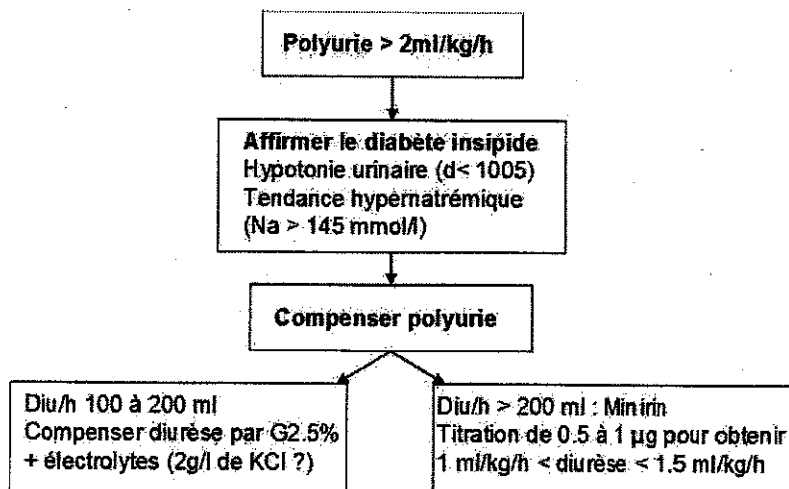 Polyurie > 2ml/kg/h
Affirmer le diabète insipide
Hypotonie urinaire (d< 1005)
Tendance hypernatrémique
(Na > 145 mmol/l)
Compenser polyurie
Diu/h 100 à 200 ml
Compenser diurèse par G2.5%
+ électrolytes (2g/l de KCl ?)
Diu/h > 200 ml : Minirin
Titration de 0.5 à 1 µg pour obtenir
1 ml/kg/h < diurèse < 1.5 ml/kg/h